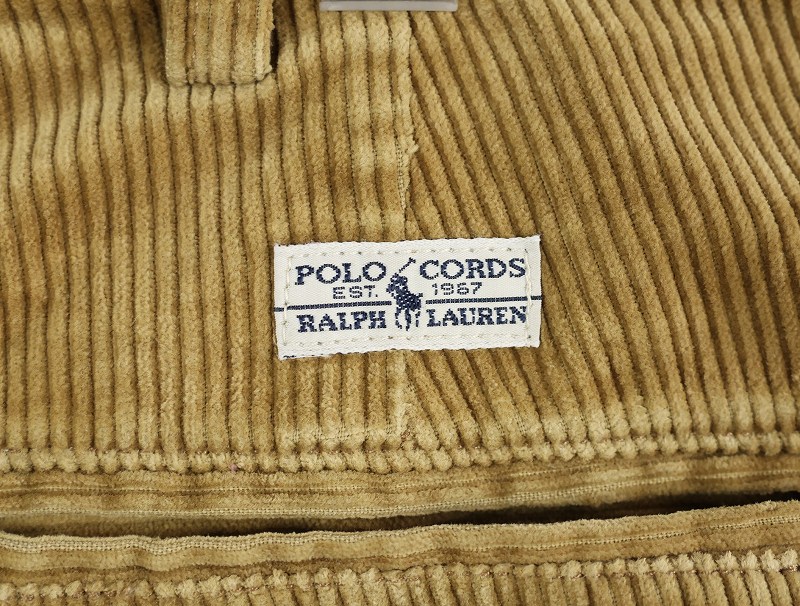 POLO CORDS
EST. 1967
RALPH LAUREN